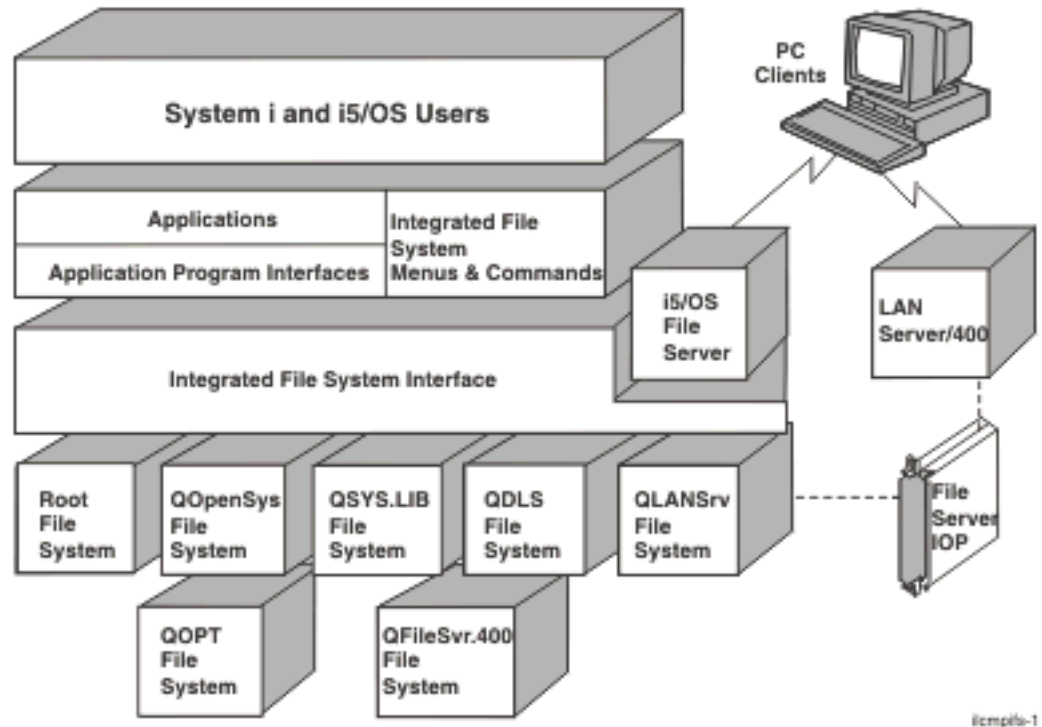 PC
Clients
System i and i5/OS Users
Applications
Application Program Interfaces
Integrated File
System
Menus & Commands
i5/OS
File
Server
LAN
Server/400
Integrated File System Interface
Root
File
System
QOpenSys
File
System
QSYS.LIB
File
System
QDLS
File
System
QLANSrv
File
System
File
Server
IOP
QOPT
File
System
QFileSvr.400
File
System